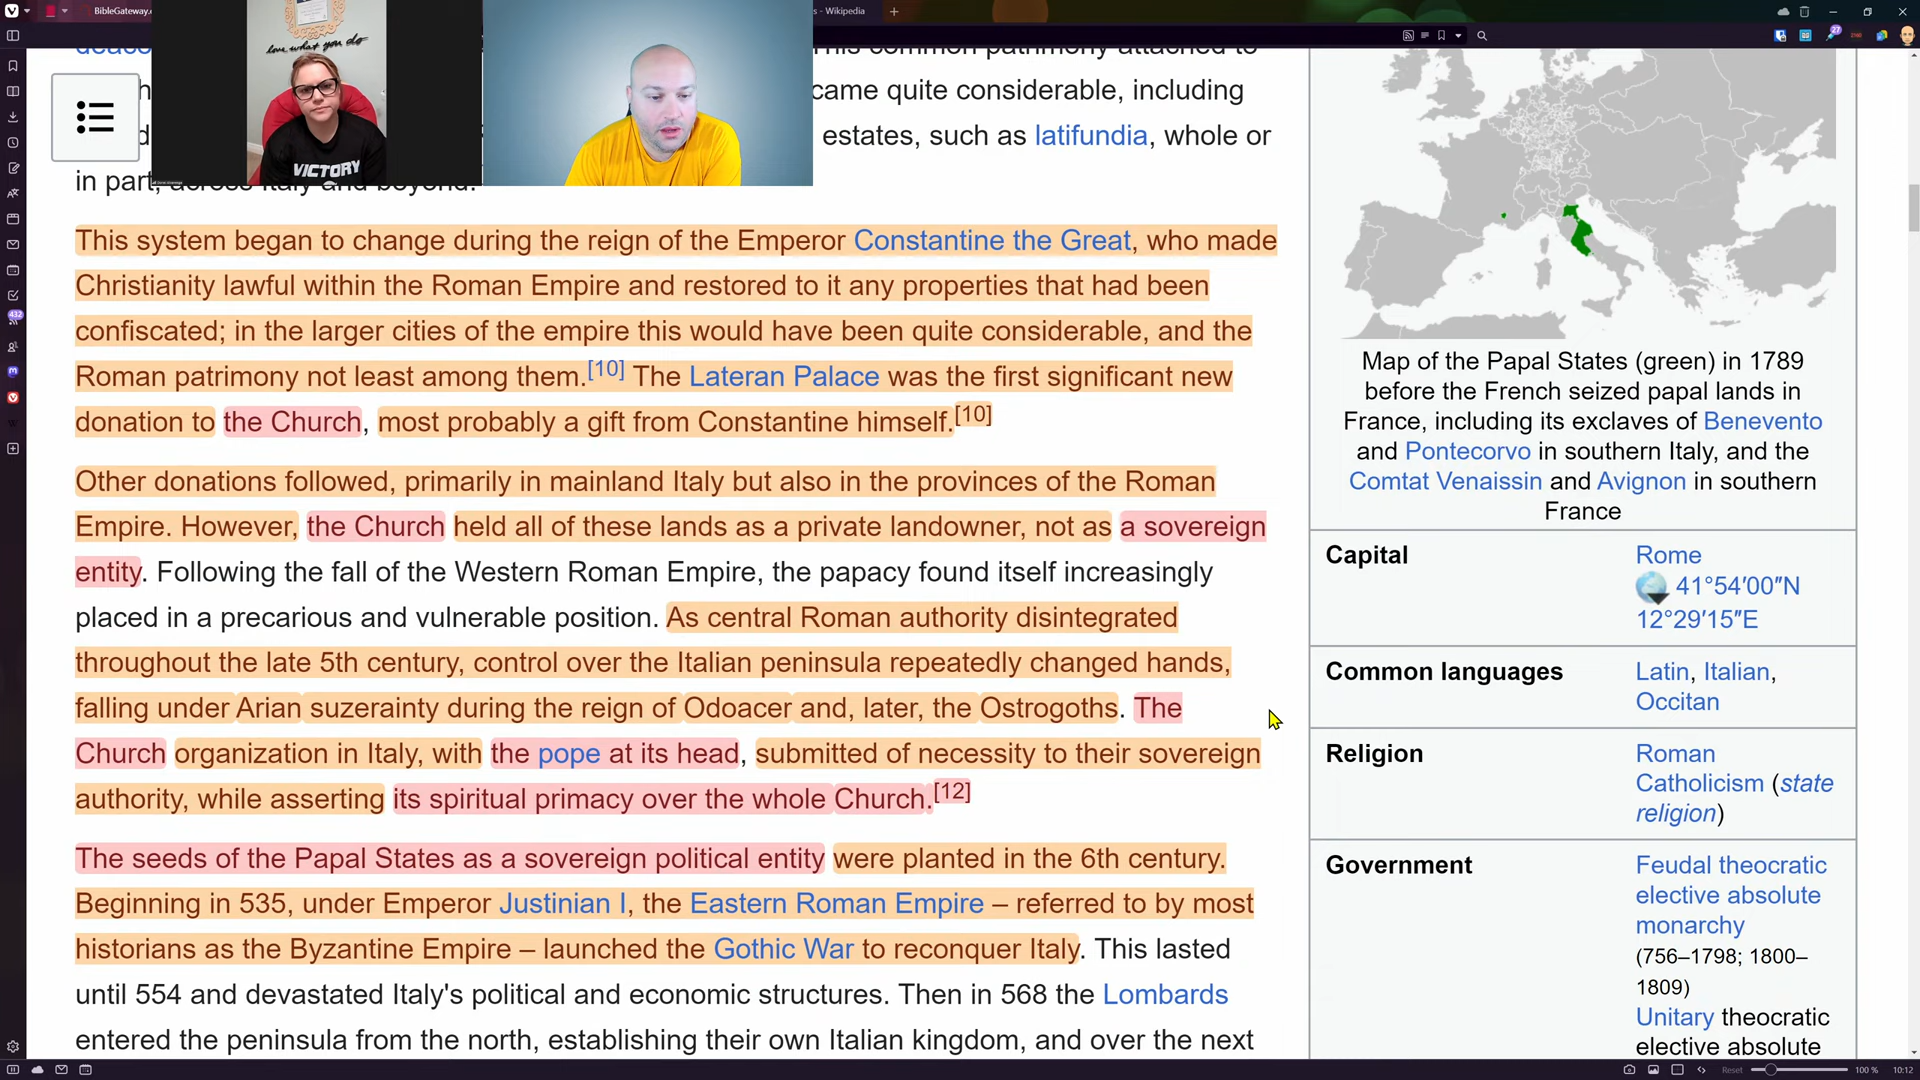 BibleGateway.
s - Wikipedia
love what you do
VICTORY
came quite considerable, including
estates, such as latifundia, whole or
in part, across Italy and beyond.
This system began to change during the reign of the Emperor Constantine the Great, who made
Christianity lawful within the Roman Empire and restored to it any properties that had been
confiscated; in the larger cities of the empire this would have been quite considerable, and the
Roman patrimony not least among them.[10] The Lateran Palace was the first significant new
donation to the Church, most probably a gift from Constantine himself.[10]
Other donations followed, primarily in mainland Italy but also in the provinces of the Roman
Empire. However, the Church held all of these lands as a private landowner, not as a sovereign
entity. Following the fall of the Western Roman Empire, the papacy found itself increasingly
placed in a precarious and vulnerable position. As central Roman authority disintegrated
throughout the late 5th century, control over the Italian peninsula repeatedly changed hands,
falling under Arian suzerainty during the reign of Odoacer and, later, the Ostrogoths. The
Church organization in Italy, with the pope at its head, submitted of necessity to their sovereign
authority, while asserting its spiritual primacy over the whole Church.[12]
The seeds of the Papal States as a sovereign political entity were planted in the 6th century.
Beginning in 535, under Emperor Justinian I, the Eastern Roman Empire – referred to by most
historians as the Byzantine Empire – launched the Gothic War to reconquer Italy. This lasted
until 554 and devastated Italy's political and economic structures. Then in 568 the Lombards
entered the peninsula from the north, establishing their own Italian kingdom, and over the next
Map of the Papal States (green) in 1789
before the French seized papal lands in
France, including its exclaves of Benevento
and Pontecorvo in southern Italy, and the
Comtat Venaissin and Avignon in southern
France
Capital
Rome
41°54′00″N
12°29′15″E
Common languages
Latin, Italian,
Occitan
Religion
Roman
Catholicism (state
religion)
Government
Feudal theocratic
elective absolute
monarchy
(756–1798; 1800–
1809)
Unitary theocratic
elective absolute
432
27
Reset
100 %
10:12